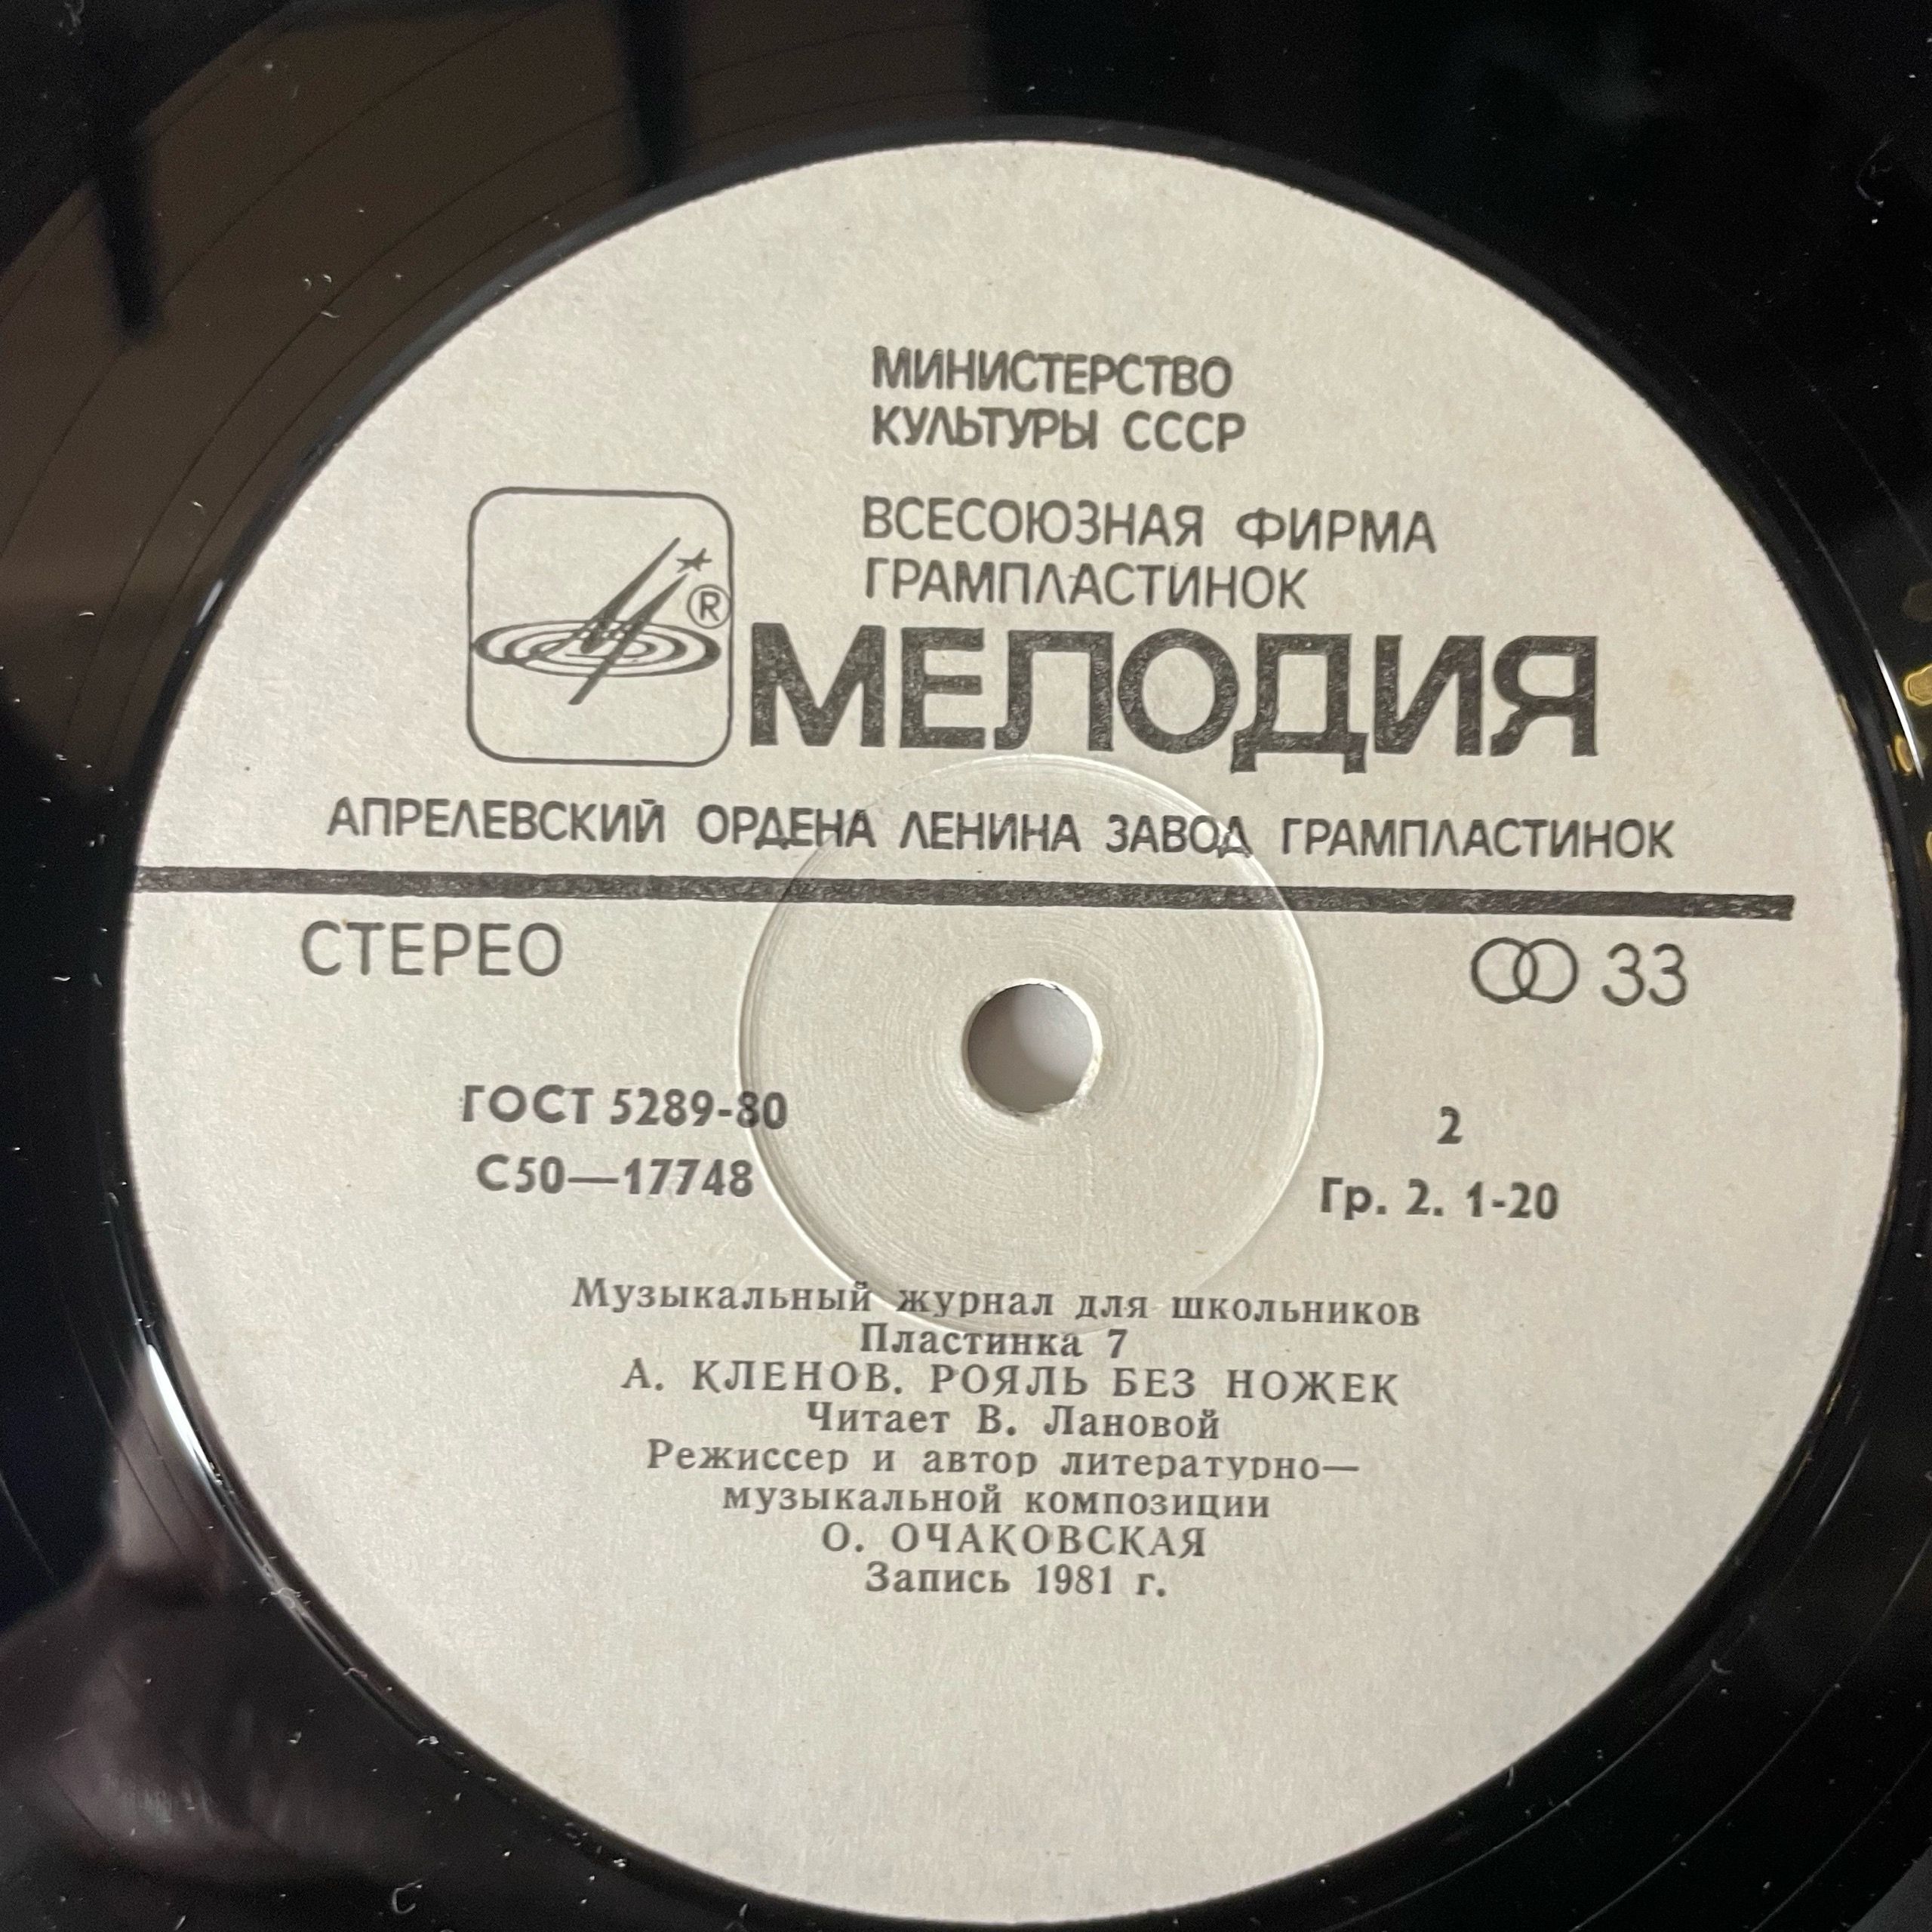 МИНИСТЕРСТВО
КУЛЬТУРЫ СССР
ВСЕСОЮЗНАЯ ФИРМА
ГРАМПЛАСТИНОК
®
МЕЛОДИЯ
АПРЕЛЕВСКИЙ ОРДЕНА ЛЕНИНА ЗАВОД ГРАМПЛАСТИНОК
СТЕРЕО
33
ГОСТ 5289-80
2
С50—17748
Гр. 2. 1-20
Музыкальный журнал для школьников
Пластинка 7
А. КЛЕНОВ. РОЯЛЬ БЕЗ НОЖЕК
Читает В. Лановой
Режиссер и автор литературно—
музыкальной композиции
О. ОЧАКОВСКАЯ
Запись 1981 г.